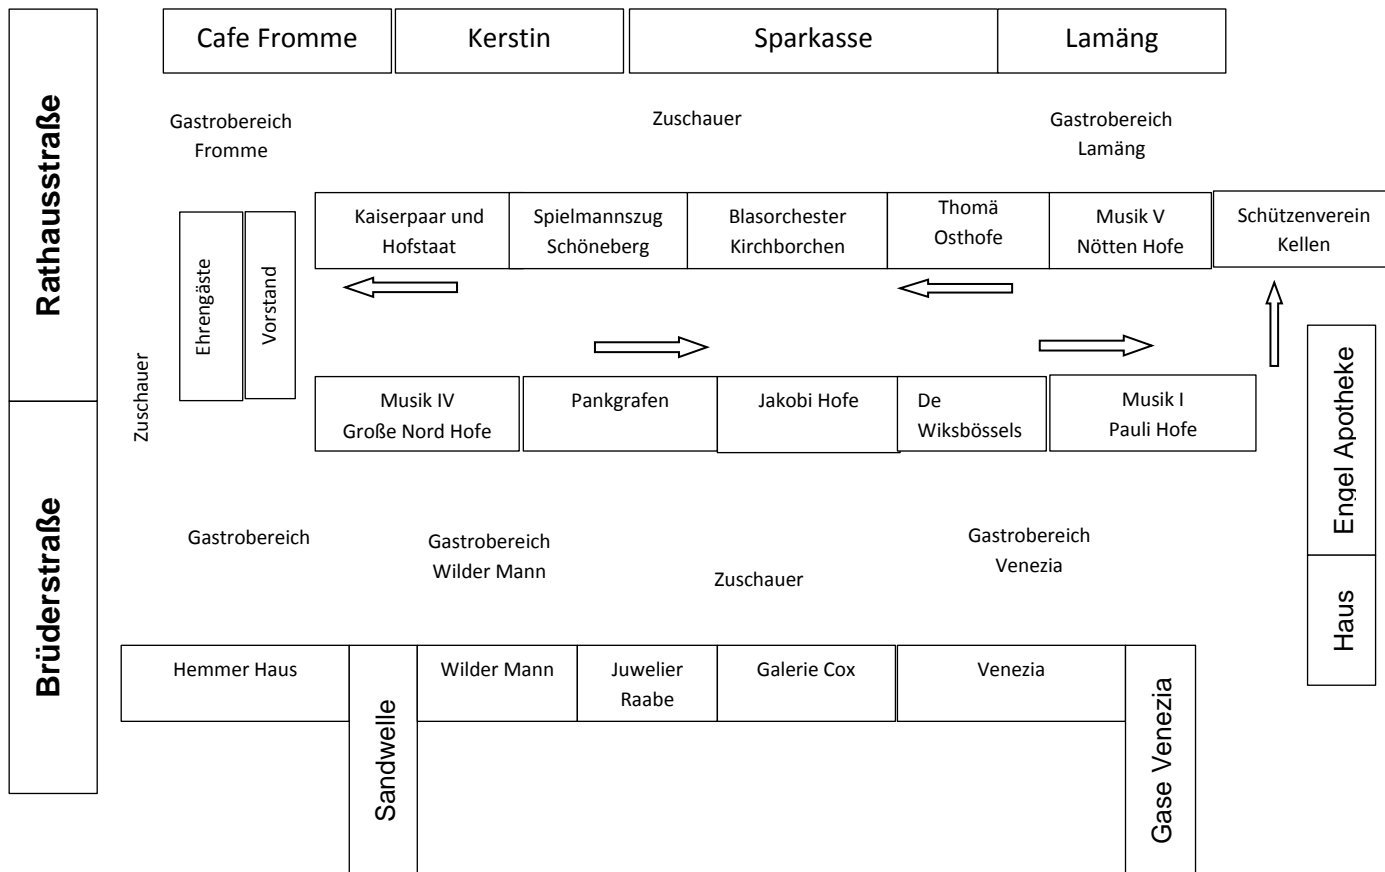 Cafe Fromme
Kerstin
Sparkasse
Lamäng
Rathausstraße
Gastrobereich
Fromme
Zuschauer
Gastrobereich
Lamäng
Kaiserpaar und
Hofstaat
Spielmannszug
Schöneberg
Blasorchester
Kirchborchen
Thomä
Osthofe
Musik V
Nötten Hofe
Schützenverein
Kellen
Ehrengäste
Vorstand
Zuschauer
Musik IV
Große Nord Hofe
Pankgrafen
Jakobi Hofe
De
Wiksbössels
Musik I
Pauli Hofe
Engel Apotheke
Brüderstraße
Gastrobereich
Gastrobereich
Wilder Mann
Zuschauer
Gastrobereich
Venezia
Haus
Hemmer Haus
Sandwelle
Wilder Mann
Juwelier
Raabe
Galerie Cox
Venezia
Gase Venezia